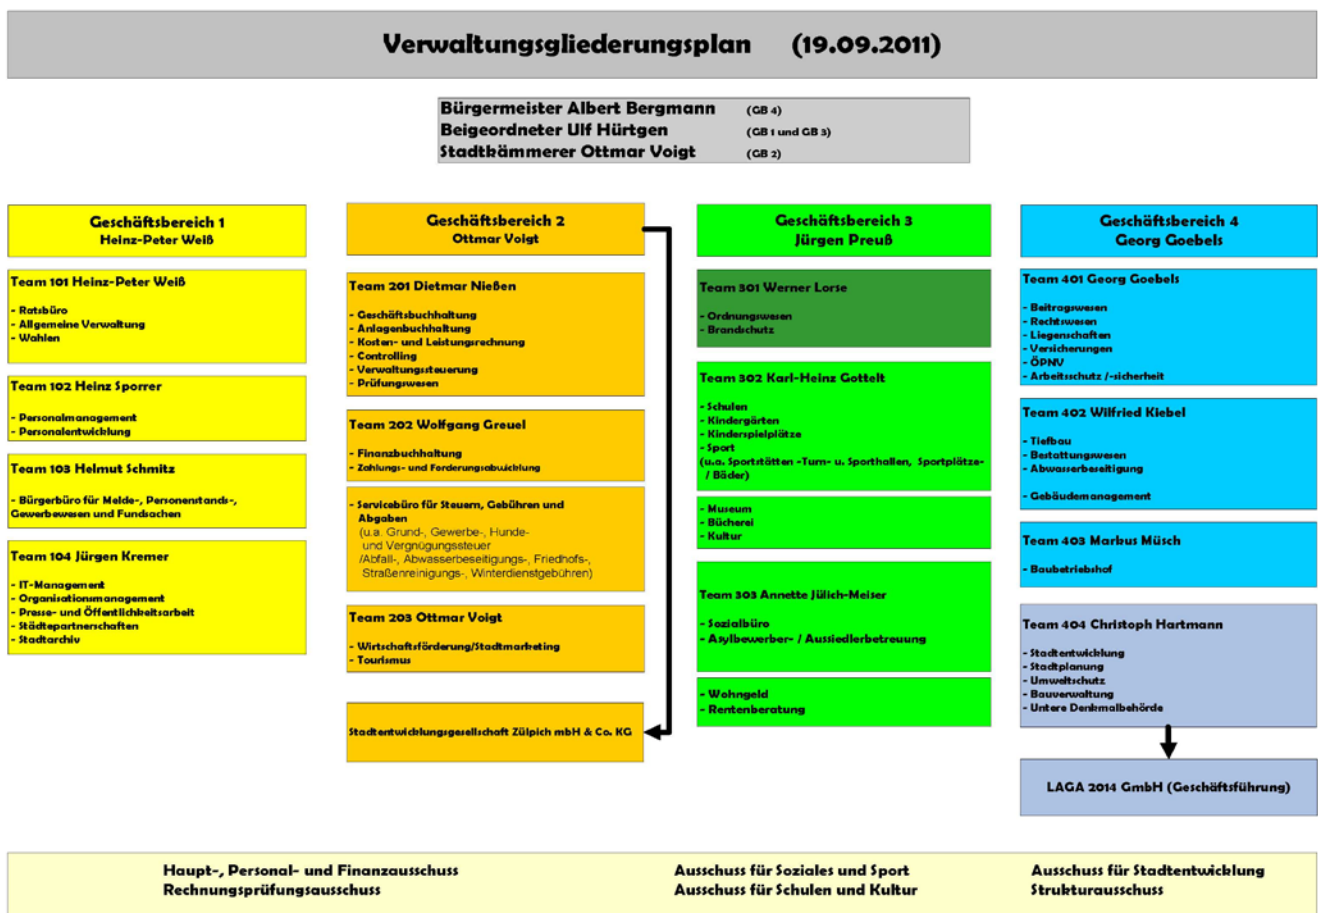 Verwaltungsgliederungsplan (19.09.2011)
Bürgermeister Albert Bergmann (GB 4)
Beigeordneter Ulf Hürtgen (GB 1 und GB 3)
Stadtkämmerer Ottmar Voigt (GB 2)
Geschäftsbereich 1
Heinz-Peter Weiß
Team 101 Heinz-Peter Weiß
- Ratsbüro
- Allgemeine Verwaltung
- Wahlen
Team 102 Heinz Sporrer
- Personalmanagement
- Personalentwicklung
Team 103 Helmut Schmitz
- Bürgerbüro für Melde-, Personenstands-,
Gewerbewesen und Fundsachen
Team 104 Jürgen Kremer
- IT-Management
- Organisationsmanagement
- Presse- und Öffentlichkeitsarbeit
- Städtepartnerschaften
- Stadtarchiv
Geschäftsbereich 2
Ottmar Voigt
Team 201 Dietmar Nießen
- Geschäftsbuchhaltung
- Anlagenbuchhaltung
- Kosten- und Leistungsrechnung
- Controlling
- Verwaltungssteuerung
- Prüfungswesen
Team 202 Wolfgang Greuel
- Finanzbuchhaltung
- Zahlungs- und Forderungsabwicklung
- Servicebüro für Steuern, Gebühren und
Abgaben
(u.a. Grund-, Gewerbe-, Hunde-
und Vergnügungssteuer
/Abfall-, Abwasserbeseitigungs-, Friedhofs-,
Straßenreinigungs-, Winterdienstgebühren)
Team 203 Ottmar Voigt
- Wirtschaftsförderung/Stadtmarketing
- Tourismus
Stadtentwicklungsgesellschaft Zülpich mbH & Co. KG
Geschäftsbereich 3
Jürgen Preuß
Team 301 Werner Lorse
- Ordnungswesen
- Brandschutz
Team 302 Karl-Heinz Gottelt
- Schulen
- Kindergärten
- Kinderspielplätze
- Sport
(u.a. Sportstätten -Turn- u. Sporthallen, Sportplätze-
/ Bäder)
- Museum
- Bücherei
- Kultur
Team 303 Annette Jülich-Meiser
- Sozialbüro
- Asylbewerber- / Aussiedlerbetreuung
- Wohngeld
- Rentenberatung
Geschäftsbereich 4
Georg Goebels
Team 401 Georg Goebels
- Beitragswesen
- Rechtswesen
- Liegenschaften
- Versicherungen
- ÖPNV
- Arbeitsschutz /-sicherheit
Team 402 Wilfried Kiebel
- Tiefbau
- Bestattungswesen
- Abwasserbeseitigung
- Gebäudemanagement
Team 403 Markus Müsch
- Baubetriebshof
Team 404 Christoph Hartmann
- Stadtentwicklung
- Stadtplanung
- Umweltschutz
- Bauverwaltung
- Untere Denkmalbehörde
LAGA 2014 GmbH (Geschäftsführung)
Haupt-, Personal- und Finanzausschuss
Rechnungsprüfungsausschuss
Ausschuss für Soziales und Sport
Ausschuss für Schulen und Kultur
Ausschuss für Stadtentwicklung
Strukturausschuss